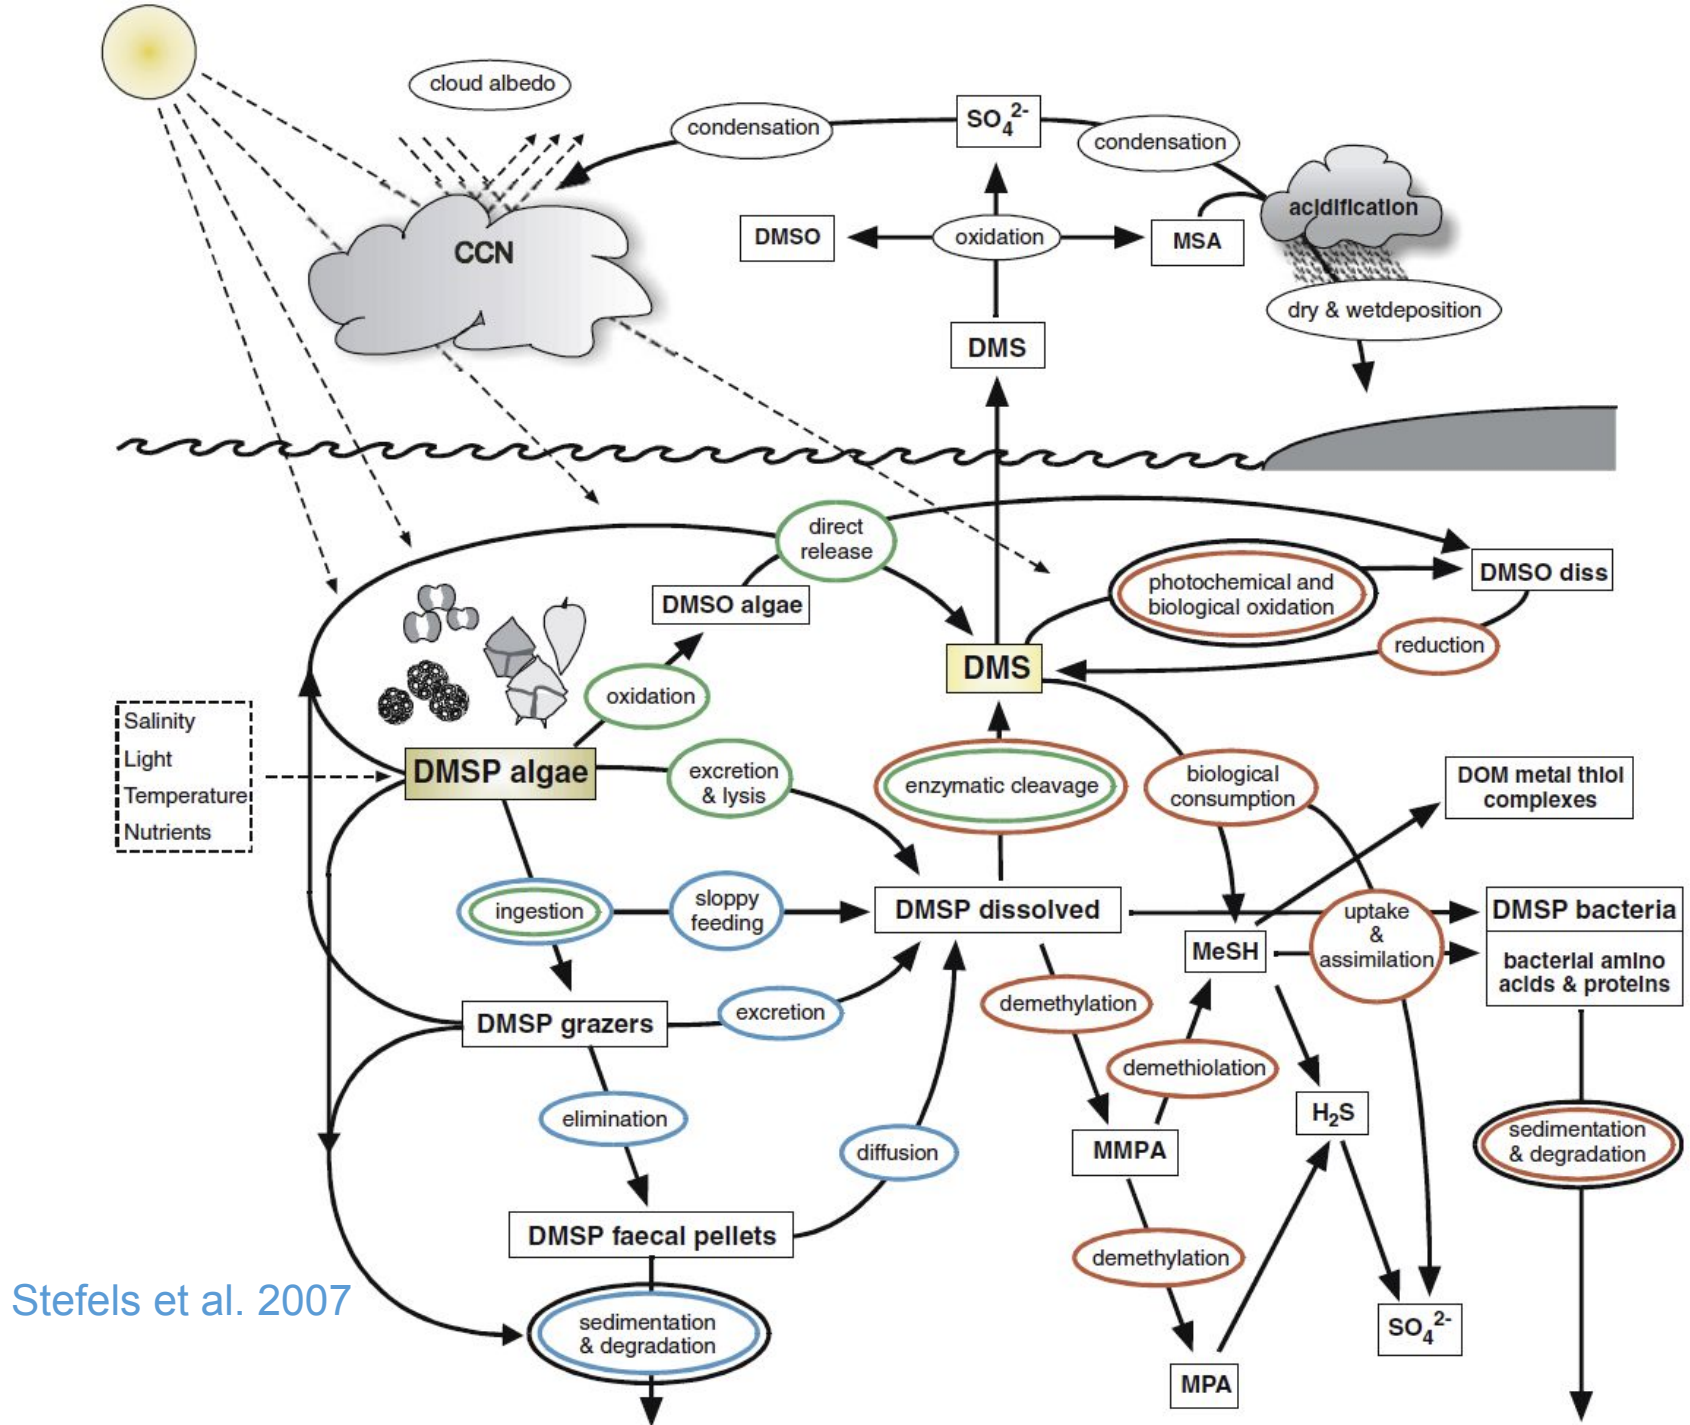 cloud albedo
condensation
SO₄²⁻
condensation
acidification
CCN
DMSO
oxidation
MSA
dry & wetdeposition
DMS
direct
release
DMSO algae
photochemical and
biological oxidation
DMSO diss
reduction
DMS
oxidation
Salinity
Light
Temperature
Nutrients
DMSP algae
excretion
& lysis
enzymatic cleavage
biological
consumption
DOM metal thiol
complexes
ingestion
sloppy
feeding
DMSP dissolved
uptake
&
assimilation
DMSP bacteria
bacterial amino
acids & proteins
MeSH
DMSP grazers
excretion
demethylation
demethiolation
elimination
diffusion
MMPA
H₂S
sedimentation
& degradation
DMSP faecal pellets
demethylation
Stefels et al. 2007
sedimentation
& degradation
SO₄²⁻
MPA